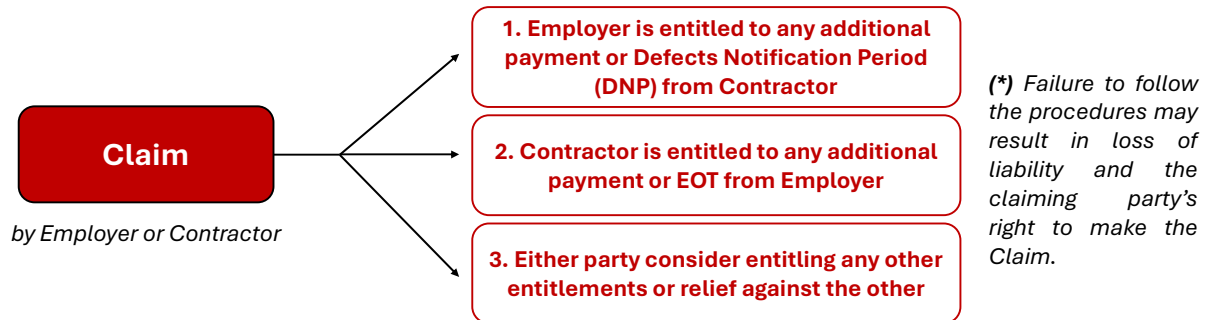 Claim
by Employer or Contractor
1. Employer is entitled to any additional
payment or Defects Notification Period
(DNP) from Contractor
2. Contractor is entitled to any additional
payment or EOT from Employer
3. Either party consider entitling any other
entitlements or relief against the other
(*) Failure to follow
the procedures may
result in loss of
liability and the
claiming party’s
right to make the
Claim.